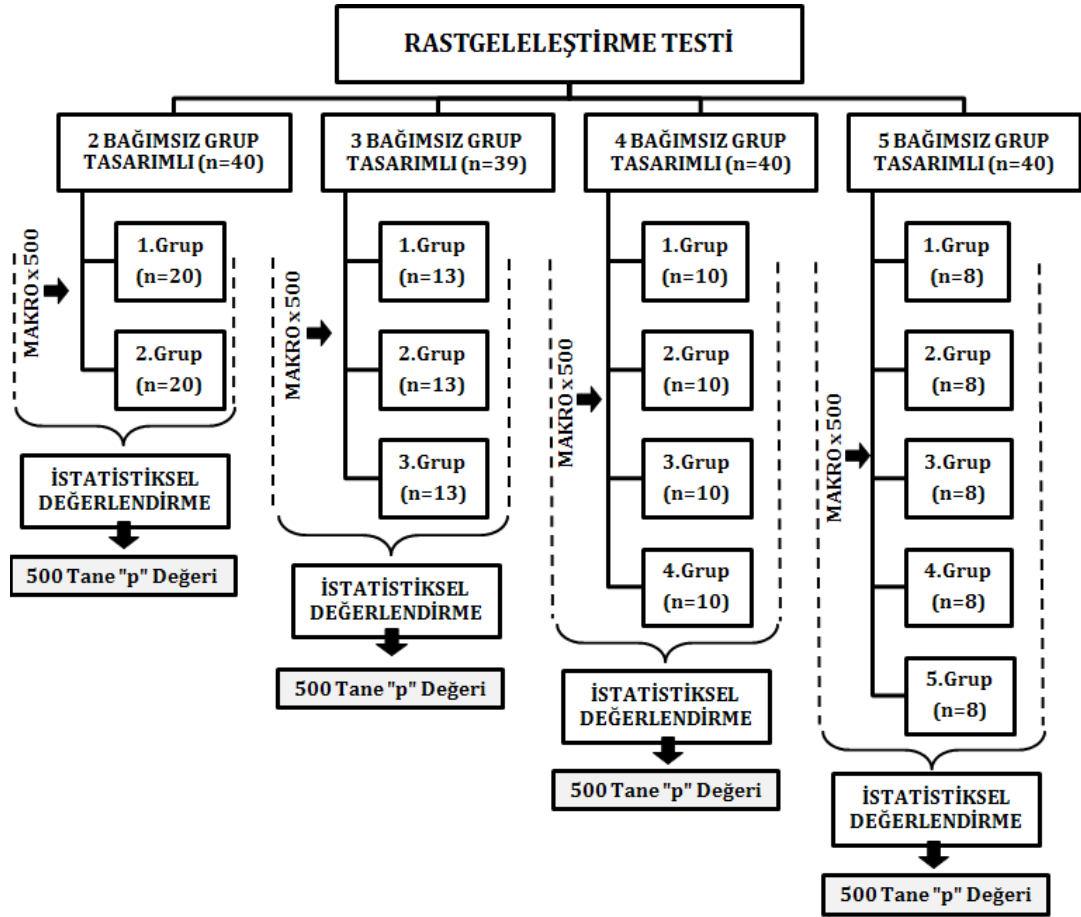 RASTGELELEŞTİRME TESTİ
2 BAĞIMSIZ GRUP
TASARIMLI (n=40)
MAKRO x 500
1.Grup
(n=20)
2.Grup
(n=20)
İSTATİSTİKSEL
DEĞERLENDİRME
500 Tane "p" Değeri
3 BAĞIMSIZ GRUP
TASARIMLI (n=39)
MAKRO x 500
1.Grup
(n=13)
2.Grup
(n=13)
3.Grup
(n=13)
İSTATİSTİKSEL
DEĞERLENDİRME
500 Tane "p" Değeri
4 BAĞIMSIZ GRUP
TASARIMLI (n=40)
MAKRO x 500
1.Grup
(n=10)
2.Grup
(n=10)
3.Grup
(n=10)
4.Grup
(n=10)
İSTATİSTİKSEL
DEĞERLENDİRME
500 Tane "p" Değeri
5 BAĞIMSIZ GRUP
TASARIMLI (n=40)
MAKRO x 500
1.Grup
(n=8)
2.Grup
(n=8)
3.Grup
(n=8)
4.Grup
(n=8)
5.Grup
(n=8)
İSTATİSTİKSEL
DEĞERLENDİRME
500 Tane "p" Değeri